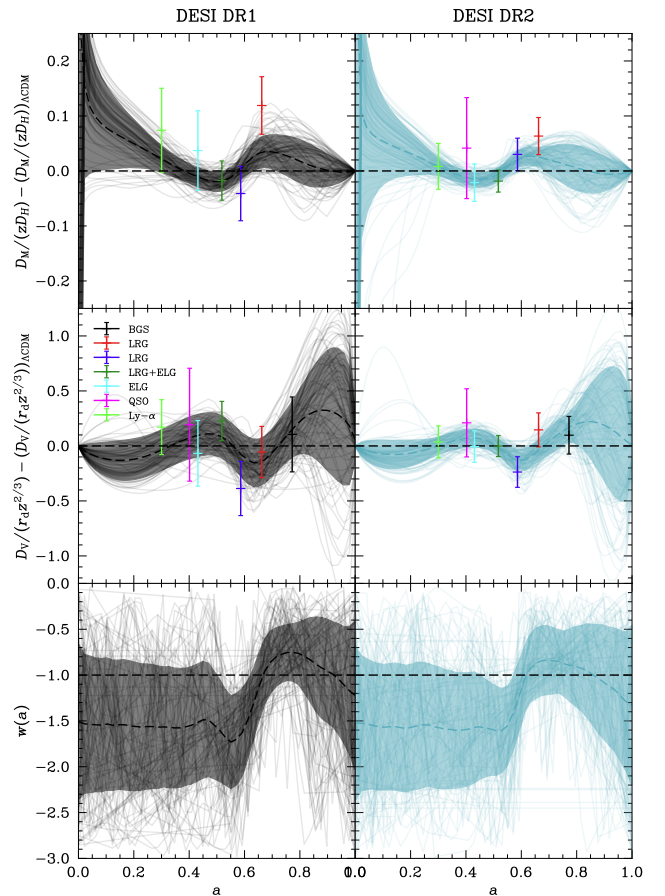 DESI DR1 DESI DR2
D_M/(zD_H) − (D_M/(zD_H))_ΛCDM
0.2
0.1
0.0
−0.1
−0.2
D_V/(r_d z^{2/3}) − (D_V/(r_d z^{2/3}))_ΛCDM
1.0
0.5
0.0
−0.5
−1.0
BGS
LRG
LRG
LRG+ELG
ELG
QSO
Ly−α
w(a)
0.0
−0.5
−1.0
−1.5
−2.0
−2.5
−3.0
0.0 0.2 0.4 0.6 0.8 1.0 0.0 0.2 0.4 0.6 0.8 1.0
a a